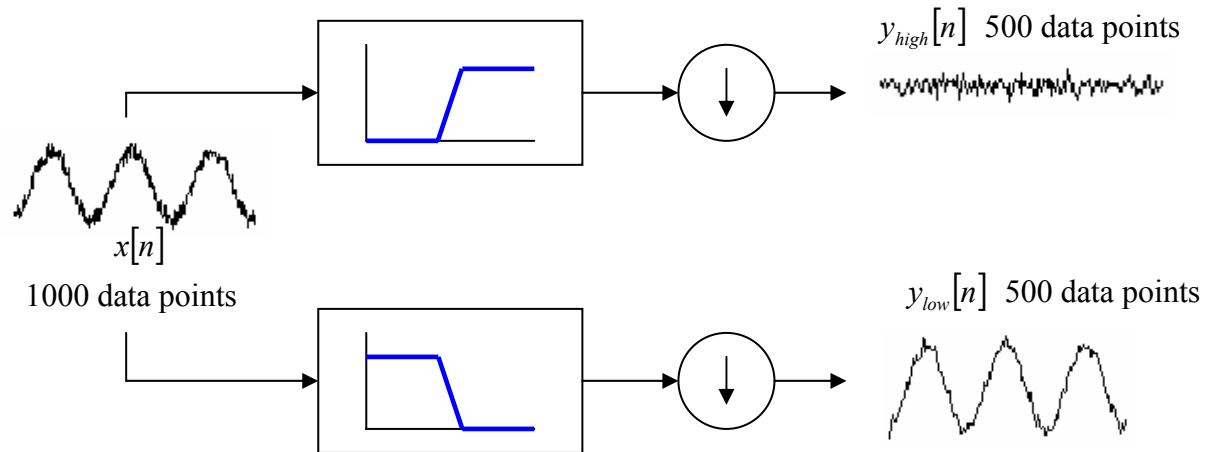 y_high[n] 500 data points
x[n]
1000 data points
y_low[n] 500 data points